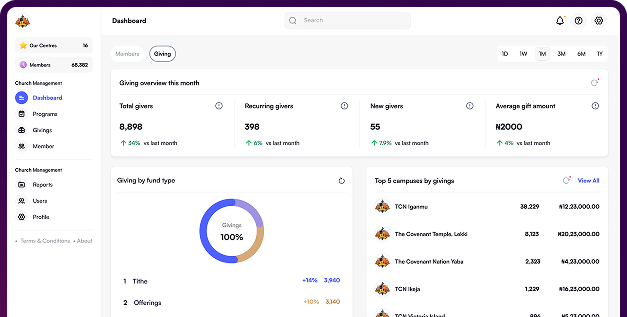 Dashboard
Search
Our Centres 16
Members 68,382
Church Management
Dashboard
Programs
Givings
Member
Church Management
Reports
Users
Profile
• Terms & Conditions • About
Members Giving
1D 1W 1M 3M 6M 1Y
Giving overview this month
Total givers
8,898
54% vs last month
Recurring givers
398
6% vs last month
New givers
55
7.9% vs last month
Average gift amount
₦2000
4% vs last month
Giving by fund type
Givings
100%
1 Tithe +14% 3,940
2 Offerings +10% 3,140
Top 5 campuses by givings View All
TCN Iganmu 38,229 ₦12,23,000.00
The Covenant Temple, Lekki 8,123 ₦20,23,000.00
The Covenant Nation Yaba 2,323 ₦4,23,000.00
TCN Ikeja 1,229 ₦16,23,000.00
TCN Victoria Island